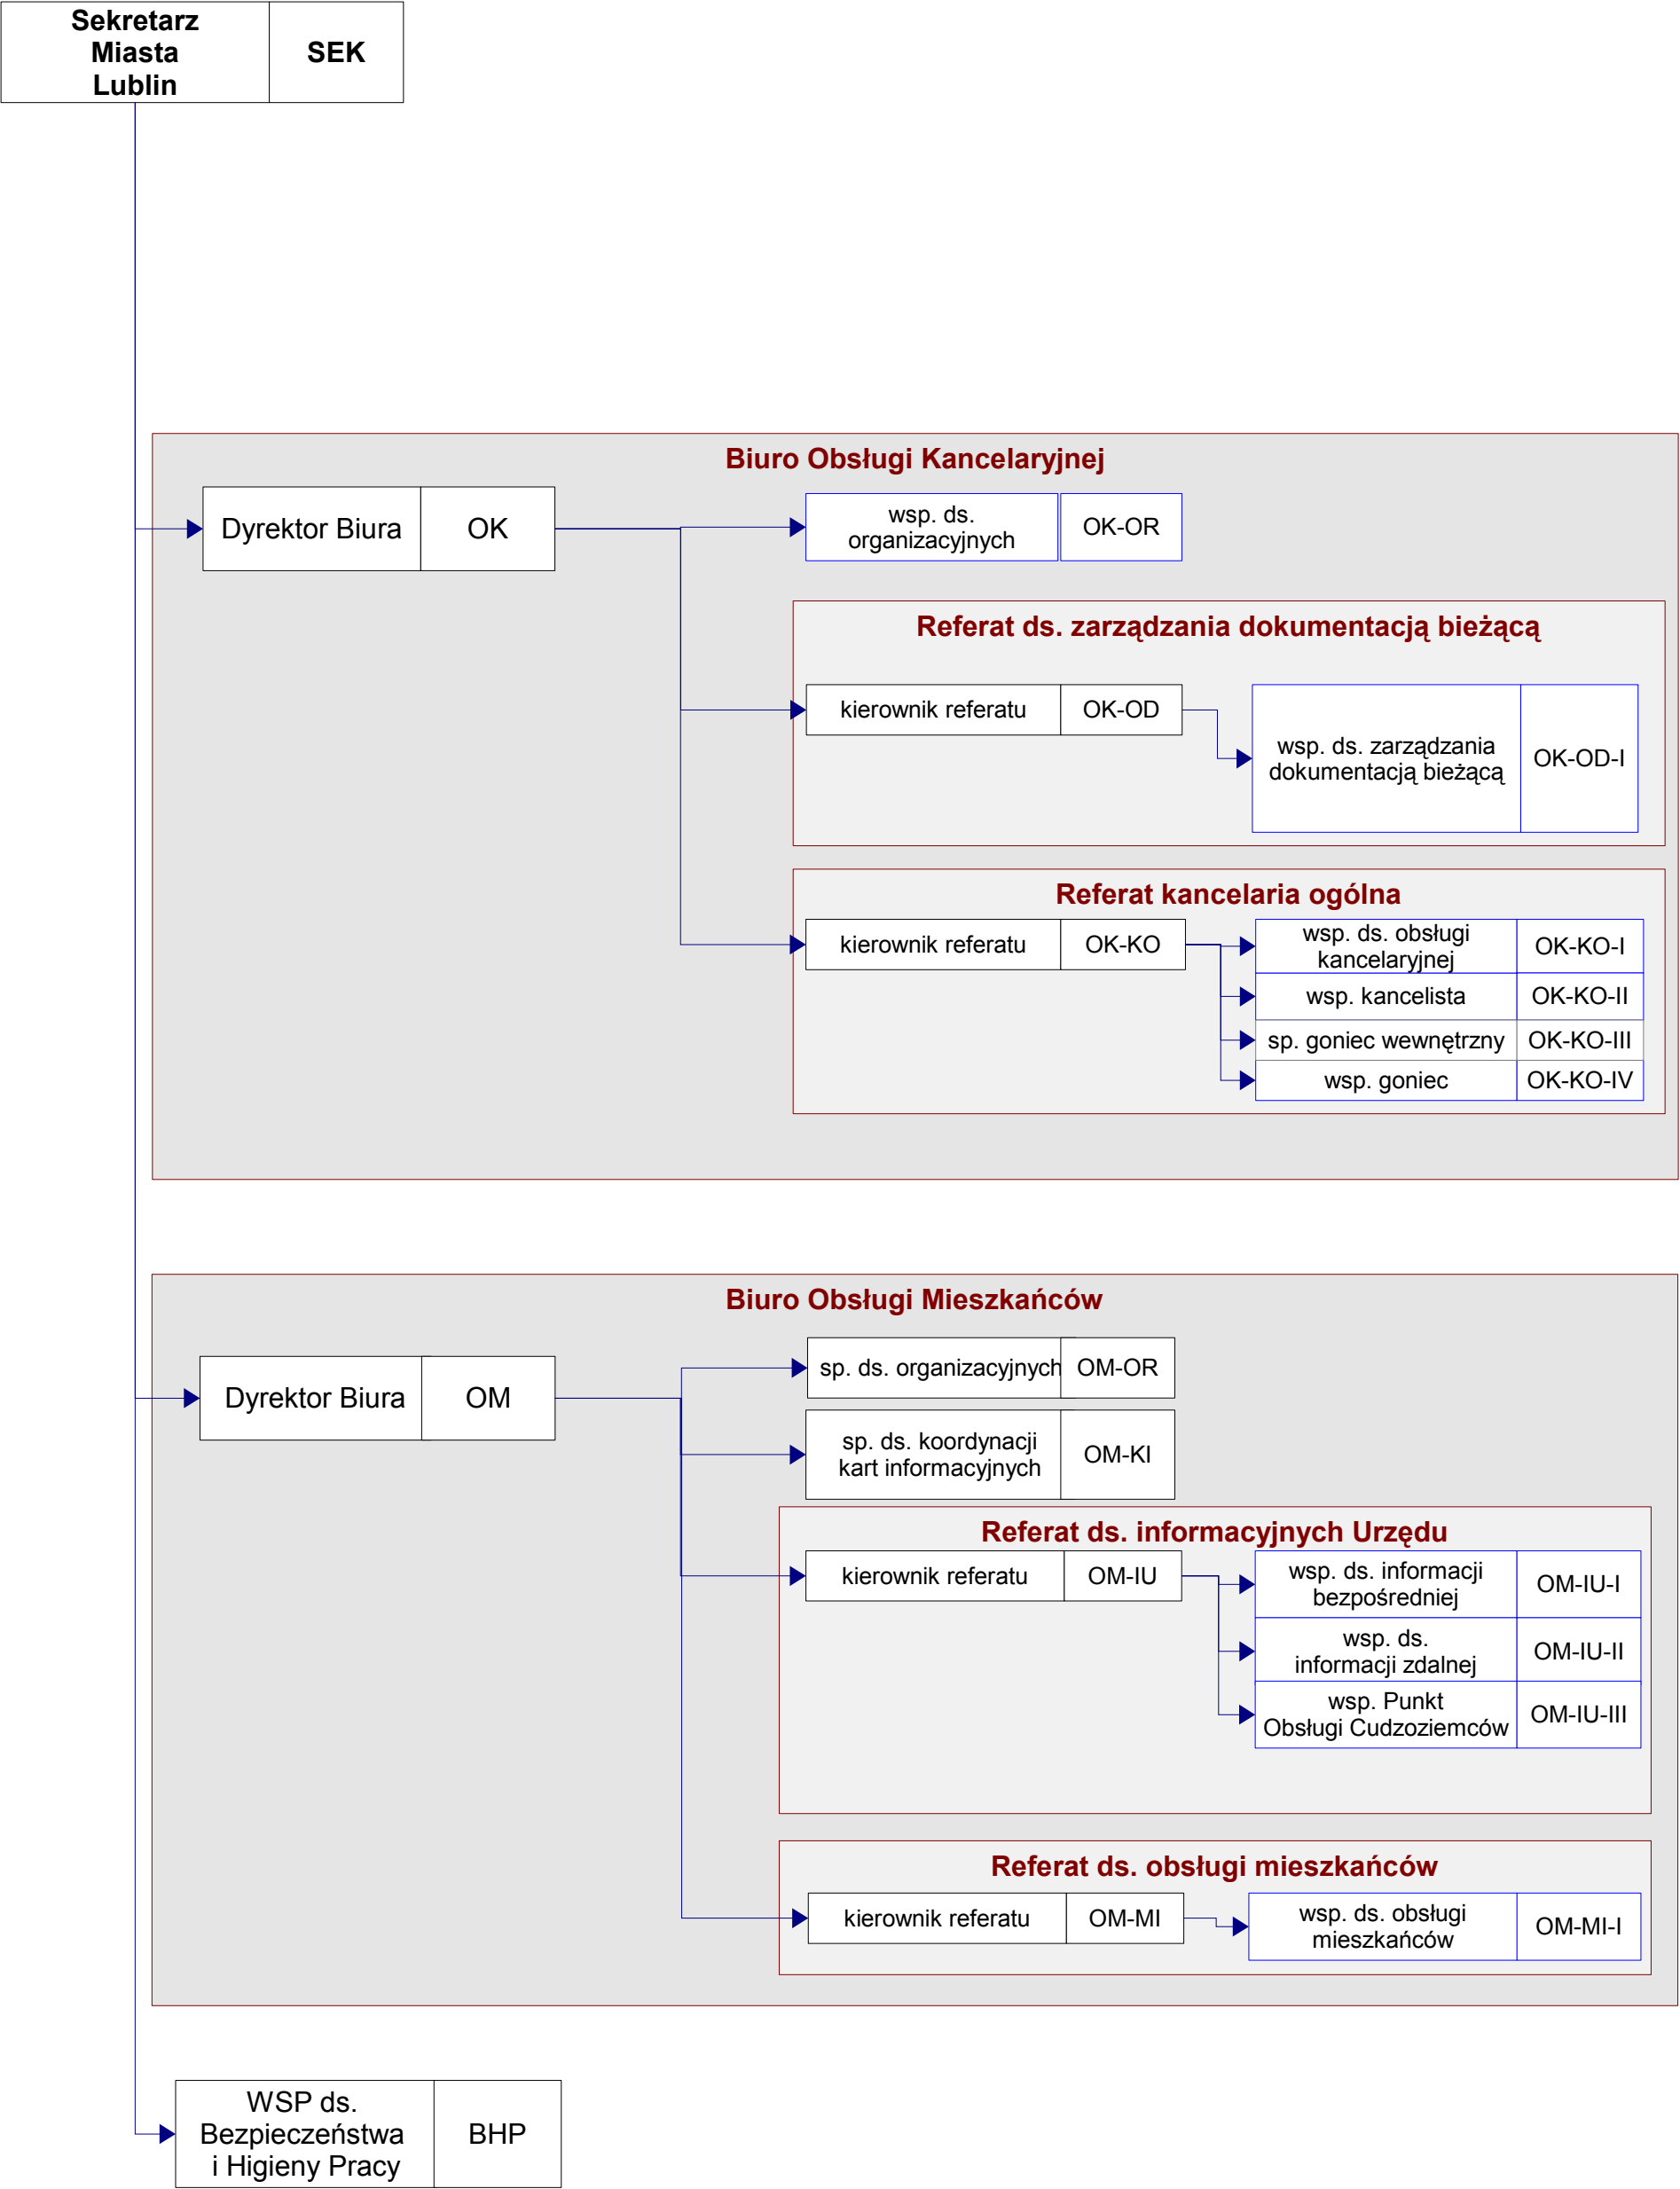 Sekretarz
Miasta
Lublin
SEK
Biuro Obsługi Kancelaryjnej
Dyrektor Biura
OK
wsp. ds.
organizacyjnych
OK-OR
Referat ds. zarządzania dokumentacją bieżącą
kierownik referatu
OK-OD
wsp. ds. zarządzania
dokumentacją bieżącą
OK-OD-I
Referat kancelaria ogólna
kierownik referatu
OK-KO
wsp. ds. obsługi
kancelaryjnej
OK-KO-I
wsp. kancelista
OK-KO-II
sp. goniec wewnętrzny
OK-KO-III
wsp. goniec
OK-KO-IV
Biuro Obsługi Mieszkańców
Dyrektor Biura
OM
sp. ds. organizacyjnych
OM-OR
sp. ds. koordynacji
kart informacyjnych
OM-KI
Referat ds. informacyjnych Urzędu
kierownik referatu
OM-IU
wsp. ds. informacji
bezpośredniej
OM-IU-I
wsp. ds.
informacji zdalnej
OM-IU-II
wsp. Punkt
Obsługi Cudzoziemców
OM-IU-III
Referat ds. obsługi mieszkańców
kierownik referatu
OM-MI
wsp. ds. obsługi
mieszkańców
OM-MI-I
WSP ds.
Bezpieczeństwa
i Higieny Pracy
BHP